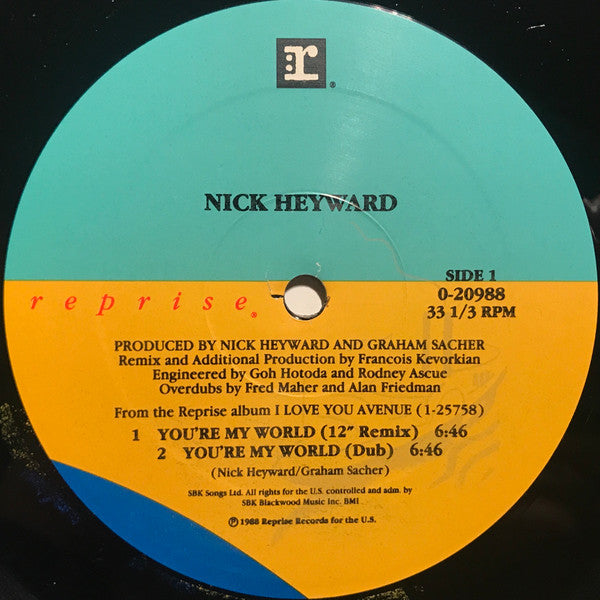 r®
NICK HEYWARD
SIDE 1
0-20988
33 1/3 RPM
reprise®
PRODUCED BY NICK HEYWARD AND GRAHAM SACHER
Remix and Additional Production by Francois Kevorkian
Engineered by Goh Hotoda and Rodney Ascue
Overdubs by Fred Maher and Alan Friedman
From the Reprise album I LOVE YOU AVENUE (1-25758)
1 YOU'RE MY WORLD (12" Remix) 6:46
2 YOU'RE MY WORLD (Dub) 6:46
(Nick Heyward/Graham Sacher)
SBK Songs Ltd. All rights for the U.S. controlled and adm. by
SBK Blackwood Music Inc. BMI
℗ 1988 Reprise Records for the U.S.